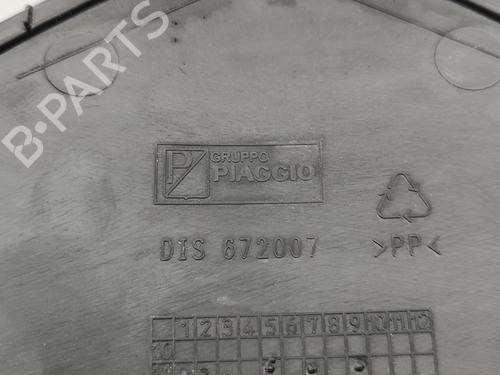 B-PARTS
GRUPPO
PIAGGIO
DIS 672007
>PP<
1 2 3 4 5 6 7 8 9 10 11 12